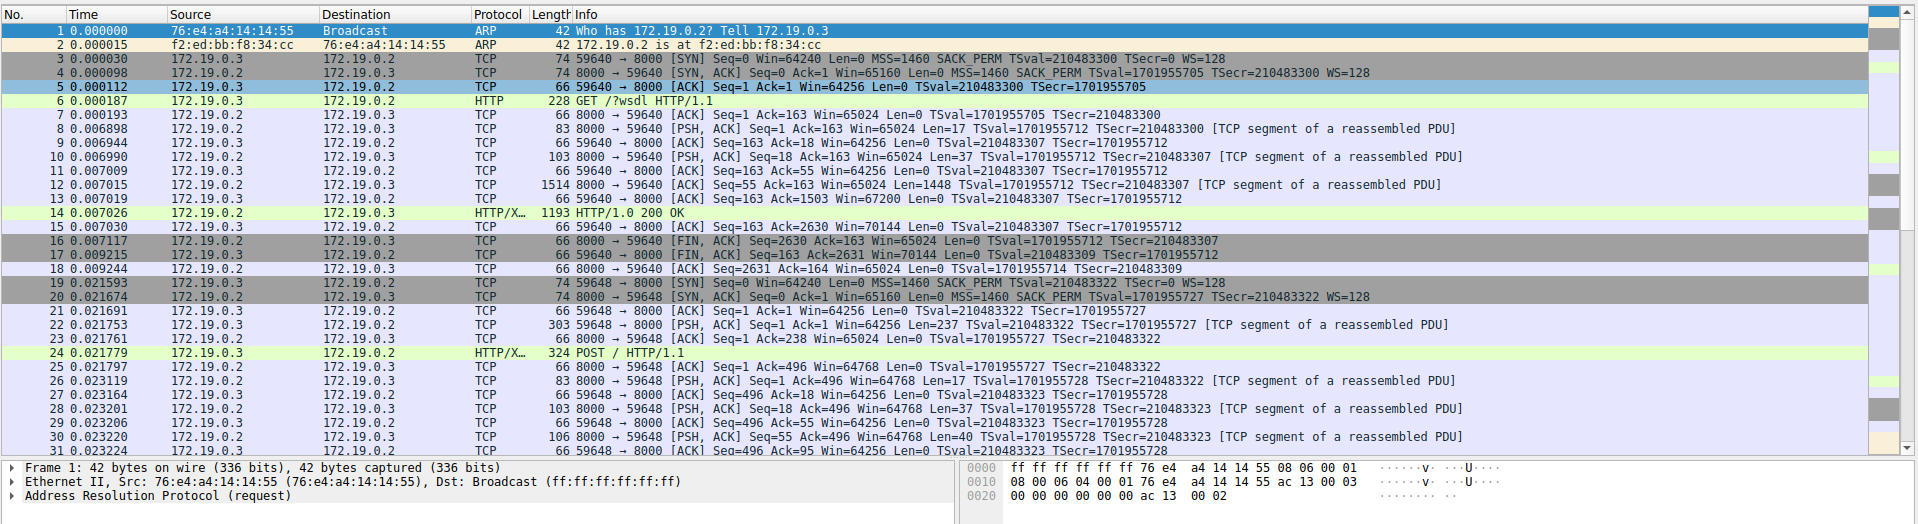 No. Time Source Destination Protocol Length Info
1 0.000000 76:e4:a4:14:14:55 Broadcast ARP 42 Who has 172.19.0.2? Tell 172.19.0.3
2 0.000015 f2:ed:bb:f8:34:cc 76:e4:a4:14:14:55 ARP 42 172.19.0.2 is at f2:ed:bb:f8:34:cc
3 0.000030 172.19.0.3 172.19.0.2 TCP 74 59640 → 8000 [SYN] Seq=0 Win=64240 Len=0 MSS=1460 SACK_PERM TSval=210483300 TSecr=0 WS=128
4 0.000098 172.19.0.2 172.19.0.3 TCP 74 8000 → 59640 [SYN, ACK] Seq=0 Ack=1 Win=65160 Len=0 MSS=1460 SACK_PERM TSval=1701955705 TSecr=210483300 WS=128
5 0.000112 172.19.0.3 172.19.0.2 TCP 66 59640 → 8000 [ACK] Seq=1 Ack=1 Win=64256 Len=0 TSval=210483300 TSecr=1701955705
6 0.000187 172.19.0.3 172.19.0.2 HTTP 228 GET /?wsdl HTTP/1.1
7 0.000193 172.19.0.2 172.19.0.3 TCP 66 8000 → 59640 [ACK] Seq=1 Ack=163 Win=65024 Len=0 TSval=1701955705 TSecr=210483300
8 0.006898 172.19.0.2 172.19.0.3 TCP 83 8000 → 59640 [PSH, ACK] Seq=1 Ack=163 Win=65024 Len=17 TSval=1701955712 TSecr=210483300 [TCP segment of a reassembled PDU]
9 0.006944 172.19.0.3 172.19.0.2 TCP 66 59640 → 8000 [ACK] Seq=163 Ack=18 Win=64256 Len=0 TSval=210483307 TSecr=1701955712
10 0.006990 172.19.0.2 172.19.0.3 TCP 103 8000 → 59640 [PSH, ACK] Seq=18 Ack=163 Win=65024 Len=37 TSval=1701955712 TSecr=210483307 [TCP segment of a reassembled PDU]
11 0.007009 172.19.0.3 172.19.0.2 TCP 66 59640 → 8000 [ACK] Seq=163 Ack=55 Win=64256 Len=0 TSval=210483307 TSecr=1701955712
12 0.007015 172.19.0.2 172.19.0.3 TCP 1514 8000 → 59640 [ACK] Seq=55 Ack=163 Win=65024 Len=1448 TSval=1701955712 TSecr=210483307 [TCP segment of a reassembled PDU]
13 0.007019 172.19.0.3 172.19.0.2 TCP 66 59640 → 8000 [ACK] Seq=163 Ack=1503 Win=67200 Len=0 TSval=210483307 TSecr=1701955712
14 0.007026 172.19.0.2 172.19.0.3 HTTP/X… 1193 HTTP/1.0 200 OK
15 0.007030 172.19.0.3 172.19.0.2 TCP 66 59640 → 8000 [ACK] Seq=163 Ack=2630 Win=70144 Len=0 TSval=210483307 TSecr=1701955712
16 0.007117 172.19.0.2 172.19.0.3 TCP 66 8000 → 59640 [FIN, ACK] Seq=2630 Ack=163 Win=65024 Len=0 TSval=1701955712 TSecr=210483307
17 0.009215 172.19.0.3 172.19.0.2 TCP 66 59640 → 8000 [FIN, ACK] Seq=163 Ack=2631 Win=70144 Len=0 TSval=210483309 TSecr=1701955712
18 0.009244 172.19.0.2 172.19.0.3 TCP 66 8000 → 59640 [ACK] Seq=2631 Ack=164 Win=65024 Len=0 TSval=1701955714 TSecr=210483309
19 0.021593 172.19.0.3 172.19.0.2 TCP 74 59648 → 8000 [SYN] Seq=0 Win=64240 Len=0 MSS=1460 SACK_PERM TSval=210483322 TSecr=0 WS=128
20 0.021674 172.19.0.2 172.19.0.3 TCP 74 8000 → 59648 [SYN, ACK] Seq=0 Ack=1 Win=65160 Len=0 MSS=1460 SACK_PERM TSval=1701955727 TSecr=210483322 WS=128
21 0.021691 172.19.0.3 172.19.0.2 TCP 66 59648 → 8000 [ACK] Seq=1 Ack=1 Win=64256 Len=0 TSval=210483322 TSecr=1701955727
22 0.021753 172.19.0.3 172.19.0.2 TCP 303 59648 → 8000 [PSH, ACK] Seq=1 Ack=1 Win=64256 Len=237 TSval=210483322 TSecr=1701955727 [TCP segment of a reassembled PDU]
23 0.021761 172.19.0.2 172.19.0.3 TCP 66 8000 → 59648 [ACK] Seq=1 Ack=238 Win=65024 Len=0 TSval=1701955727 TSecr=210483322
24 0.021779 172.19.0.3 172.19.0.2 HTTP/X… 324 POST / HTTP/1.1
25 0.021797 172.19.0.2 172.19.0.3 TCP 66 8000 → 59648 [ACK] Seq=1 Ack=496 Win=64768 Len=0 TSval=1701955727 TSecr=210483322
26 0.023119 172.19.0.2 172.19.0.3 TCP 83 8000 → 59648 [PSH, ACK] Seq=1 Ack=496 Win=64768 Len=17 TSval=1701955728 TSecr=210483322 [TCP segment of a reassembled PDU]
27 0.023164 172.19.0.3 172.19.0.2 TCP 66 59648 → 8000 [ACK] Seq=496 Ack=18 Win=64256 Len=0 TSval=210483323 TSecr=1701955728
28 0.023201 172.19.0.2 172.19.0.3 TCP 103 8000 → 59648 [PSH, ACK] Seq=18 Ack=496 Win=64768 Len=37 TSval=1701955728 TSecr=210483323 [TCP segment of a reassembled PDU]
29 0.023206 172.19.0.3 172.19.0.2 TCP 66 59648 → 8000 [ACK] Seq=496 Ack=55 Win=64256 Len=0 TSval=210483323 TSecr=1701955728
30 0.023220 172.19.0.2 172.19.0.3 TCP 106 8000 → 59648 [PSH, ACK] Seq=55 Ack=496 Win=64768 Len=40 TSval=1701955728 TSecr=210483323 [TCP segment of a reassembled PDU]
31 0.023224 172.19.0.3 172.19.0.2 TCP 66 59648 → 8000 [ACK] Seq=496 Ack=95 Win=64256 Len=0 TSval=210483323 TSecr=1701955728
Frame 1: 42 bytes on wire (336 bits), 42 bytes captured (336 bits)
Ethernet II, Src: 76:e4:a4:14:14:55 (76:e4:a4:14:14:55), Dst: Broadcast (ff:ff:ff:ff:ff:ff)
Address Resolution Protocol (request)
0000 ff ff ff ff ff ff 76 e4 a4 14 14 55 08 06 00 01 ······v· ···U····
0010 08 00 06 04 00 01 76 e4 a4 14 14 55 ac 13 00 03 ······v· ···U····
0020 00 00 00 00 00 00 ac 13 00 02 ········ ··